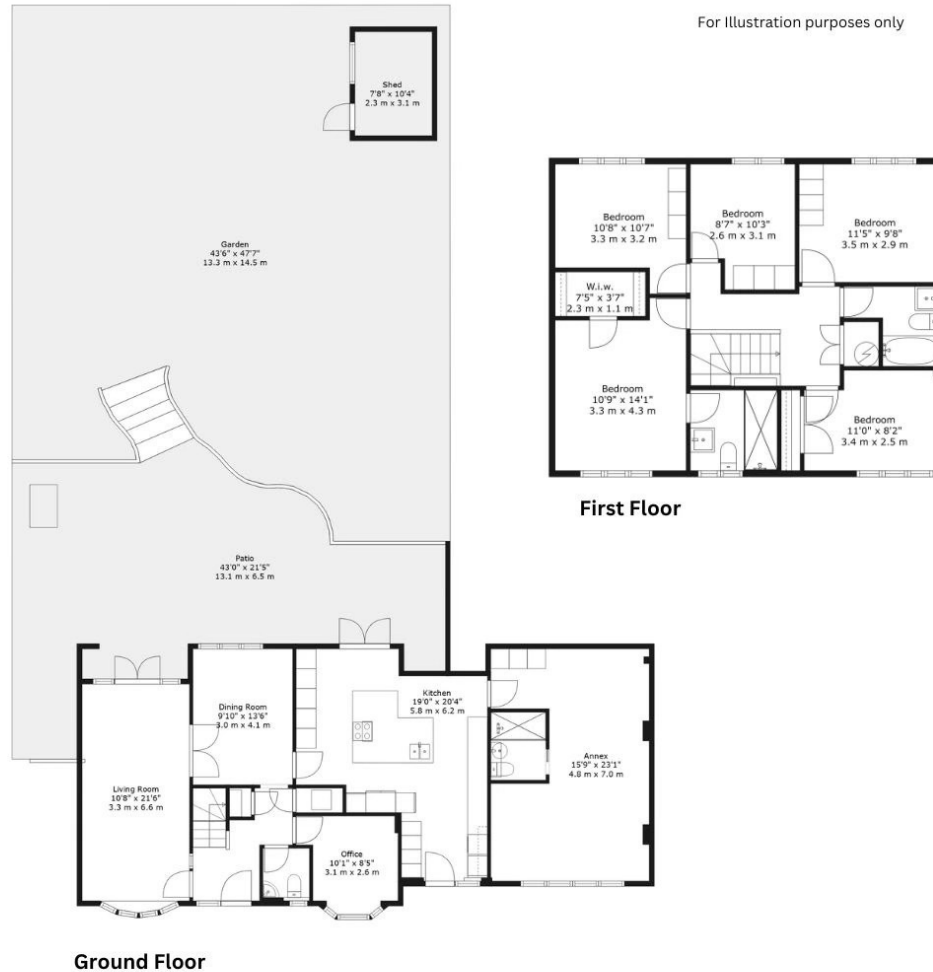 For Illustration purposes only
Shed
7'8" x 10'4"
2.3 m x 3.1 m
Garden
43'6" x 47'7"
13.3 m x 14.5 m
Bedroom
10'8" x 10'7"
3.3 m x 3.2 m
Bedroom
8'7" x 10'3"
2.6 m x 3.1 m
Bedroom
11'5" x 9'8"
3.5 m x 2.9 m
W.i.w.
7'5" x 3'7"
2.3 m x 1.1 m
Bedroom
10'9" x 14'1"
3.3 m x 4.3 m
Bedroom
11'0" x 8'2"
3.4 m x 2.5 m
First Floor
Patio
43'0" x 21'5"
13.1 m x 6.5 m
Dining Room
9'10" x 13'6"
3.0 m x 4.1 m
Kitchen
19'0" x 20'4"
5.8 m x 6.2 m
Annex
15'9" x 23'1"
4.8 m x 7.0 m
Living Room
10'8" x 21'6"
3.3 m x 6.6 m
Office
10'1" x 8'5"
3.1 m x 2.6 m
Ground Floor